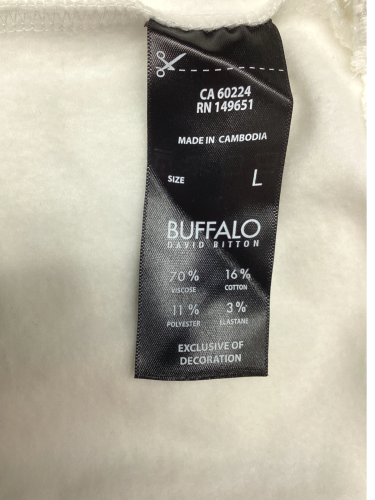 CA 60224
RN 149651
MADE IN CAMBODIA
SIZE L
BUFFALO
DAVID BITTON
70% 16%
VISCOSE COTTON
11% 3%
POLYESTER ELASTANE
EXCLUSIVE OF
DECORATION